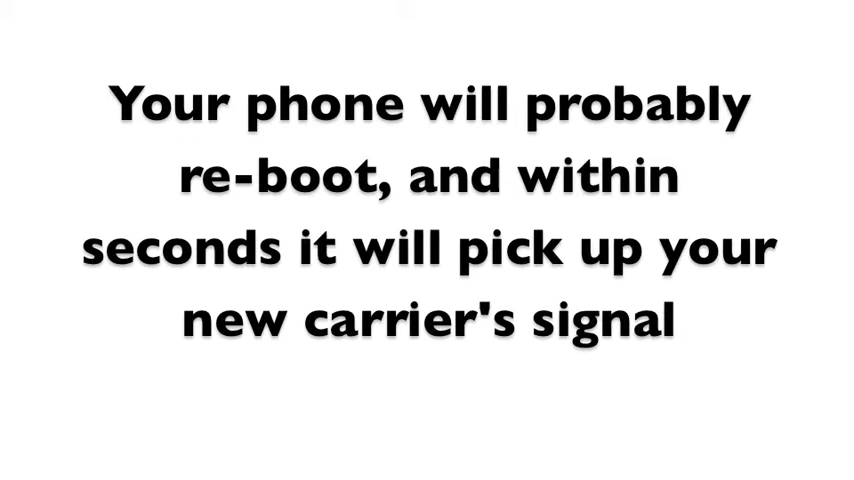 Your phone will probably
re-boot, and within
seconds it will pick up your
new carrier's signal